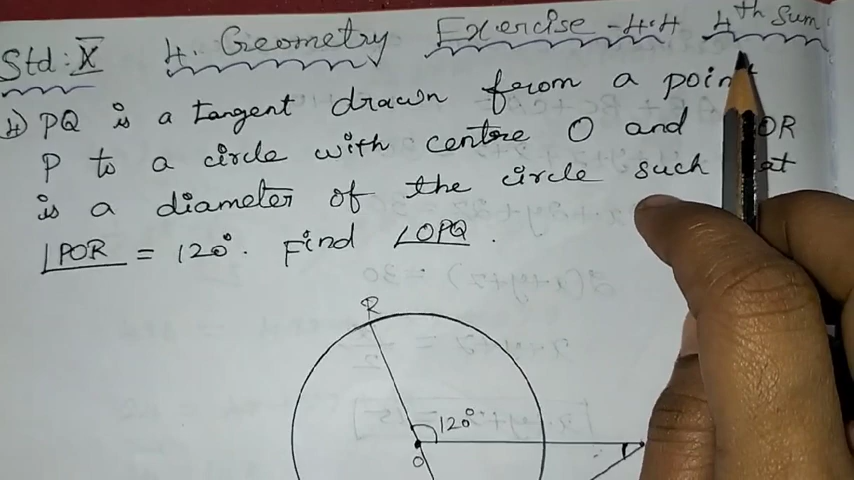 Std: X 4. Geometry Exercise - 4.4 4th Sum
4) PQ is a tangent drawn from a point
P to a circle with centre O and OR
is a diameter of the circle such at
∠POR = 120°. Find ∠OPQ.
R
120°
O